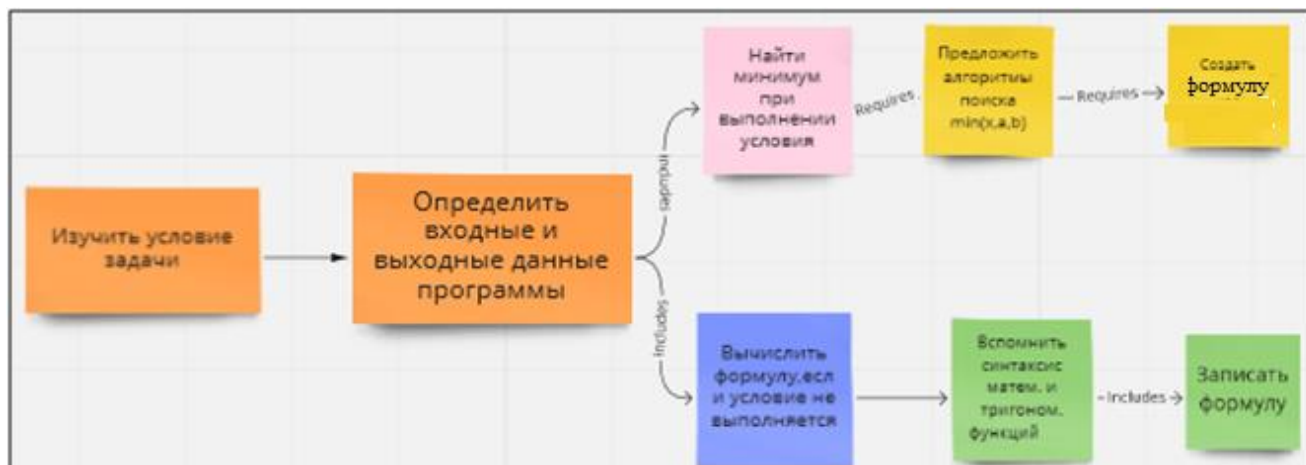 Изучить условие
задачи
Определить
входные и
выходные данные
программы
includes
Найти
минимум
при
выполнении
условия
Requires
Предложить
алгоритмы
поиска
min(x,a,b)
Requires
Создать
формулу
Includes
Вычислить
формулу,есл
и условие не
выполняется
Вспомнить
синтаксис
матем. и
тригоном.
функций
Includes
Записать
формулу